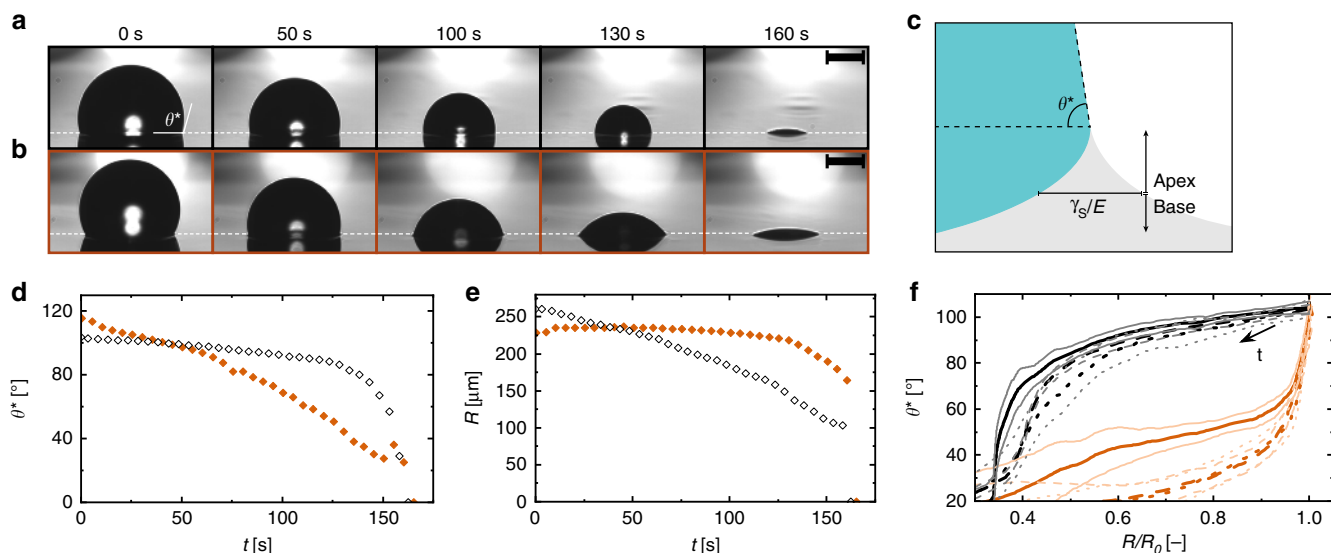 a
0 s 50 s 100 s 130 s 160 s
θ*
b
c
θ*
Apex
γS/E
Base
d
120
80
40
0
θ* [°]
0 50 100 150
t [s]
e
250
200
150
100
50
0
R [μm]
0 50 100 150
t [s]
f
100
80
60
40
20
θ* [°]
t
0.4 0.6 0.8 1.0
R/R0 [–]